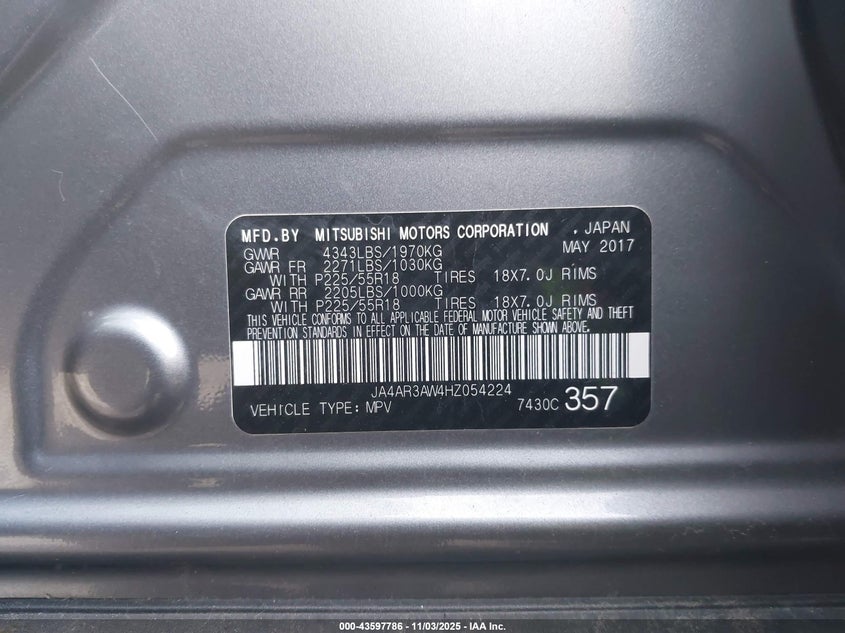 MFD.BY MITSUBISHI MOTORS CORPORATION . JAPAN
GVWR 4343LBS/1970KG MAY 2017
GAWR FR 2271LBS/1030KG
WITH P225/55R18 TIRES 18X7.0J RIMS
GAWR RR 2205LBS/1000KG
WITH P225/55R18 TIRES 18X7.0J RIMS
THIS VEHICLE CONFORMS TO ALL APPLICABLE FEDERAL MOTOR VEHICLE SAFETY AND THEFT
PREVENTION STANDARDS IN EFFECT ON THE DATE OF MANUFACTURE SHOWN ABOVE.
JA4AR3AW4HZ054224
VEHICLE TYPE: MPV 7430C 357
000-43597786 - 11/03/2025 - IAA Inc.